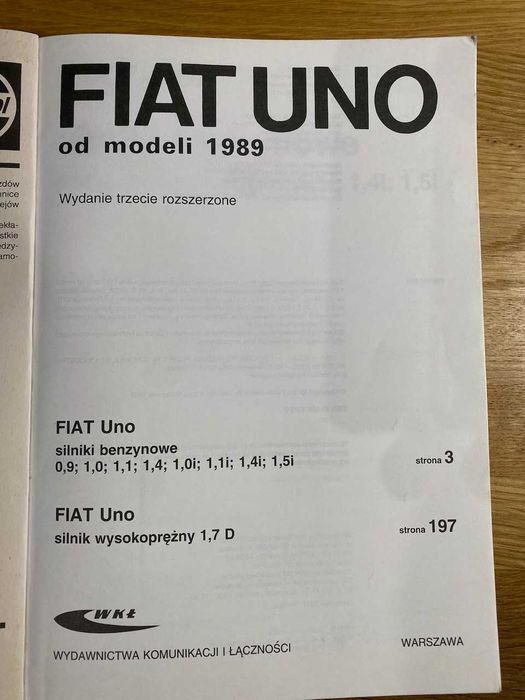 FIAT UNO
od modeli 1989
Wydanie trzecie rozszerzone
FIAT Uno
silniki benzynowe
0,9; 1,0; 1,1; 1,4; 1,0i; 1,1i; 1,4i; 1,5i
strona 3
FIAT Uno
silnik wysokoprężny 1,7 D
strona 197
WKŁ
WYDAWNICTWA KOMUNIKACJI I ŁĄCZNOŚCI
WARSZAWA